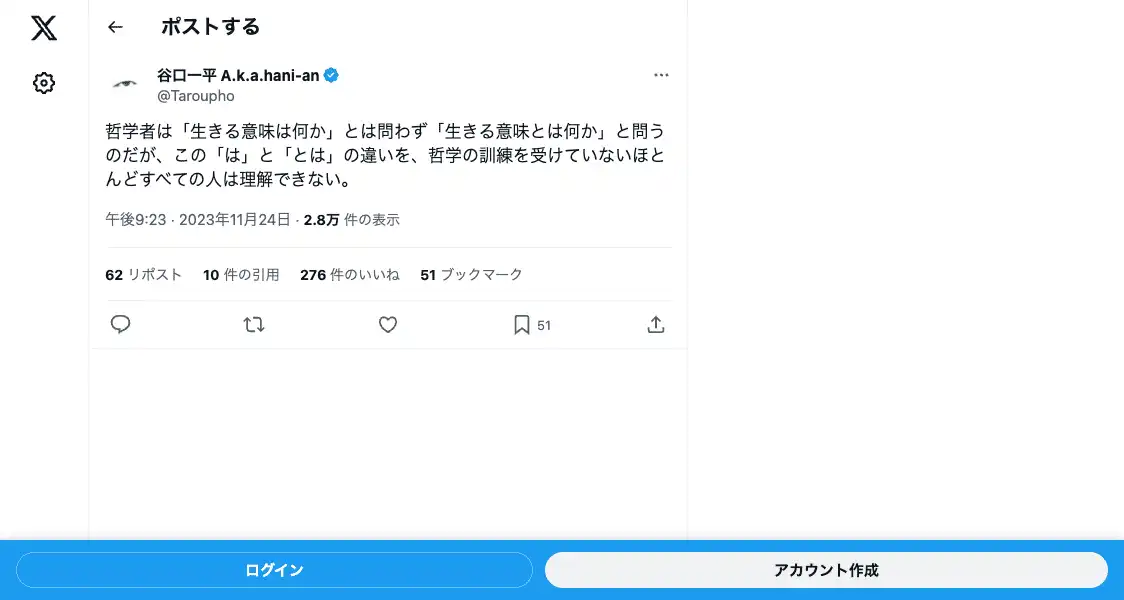 ポストする
谷口一平 A.k.a.hani-an
@Taroupho
哲学者は「生きる意味は何か」とは問わず「生きる意味とは何か」と問う
のだが、この「は」と「とは」の違いを、哲学の訓練を受けていないほと
んどすべての人は理解できない。
午後9:23 · 2023年11月24日 · 2.8万 件の表示
62 リポスト 10 件の引用 276 件のいいね 51 ブックマーク
51
ログイン アカウント作成